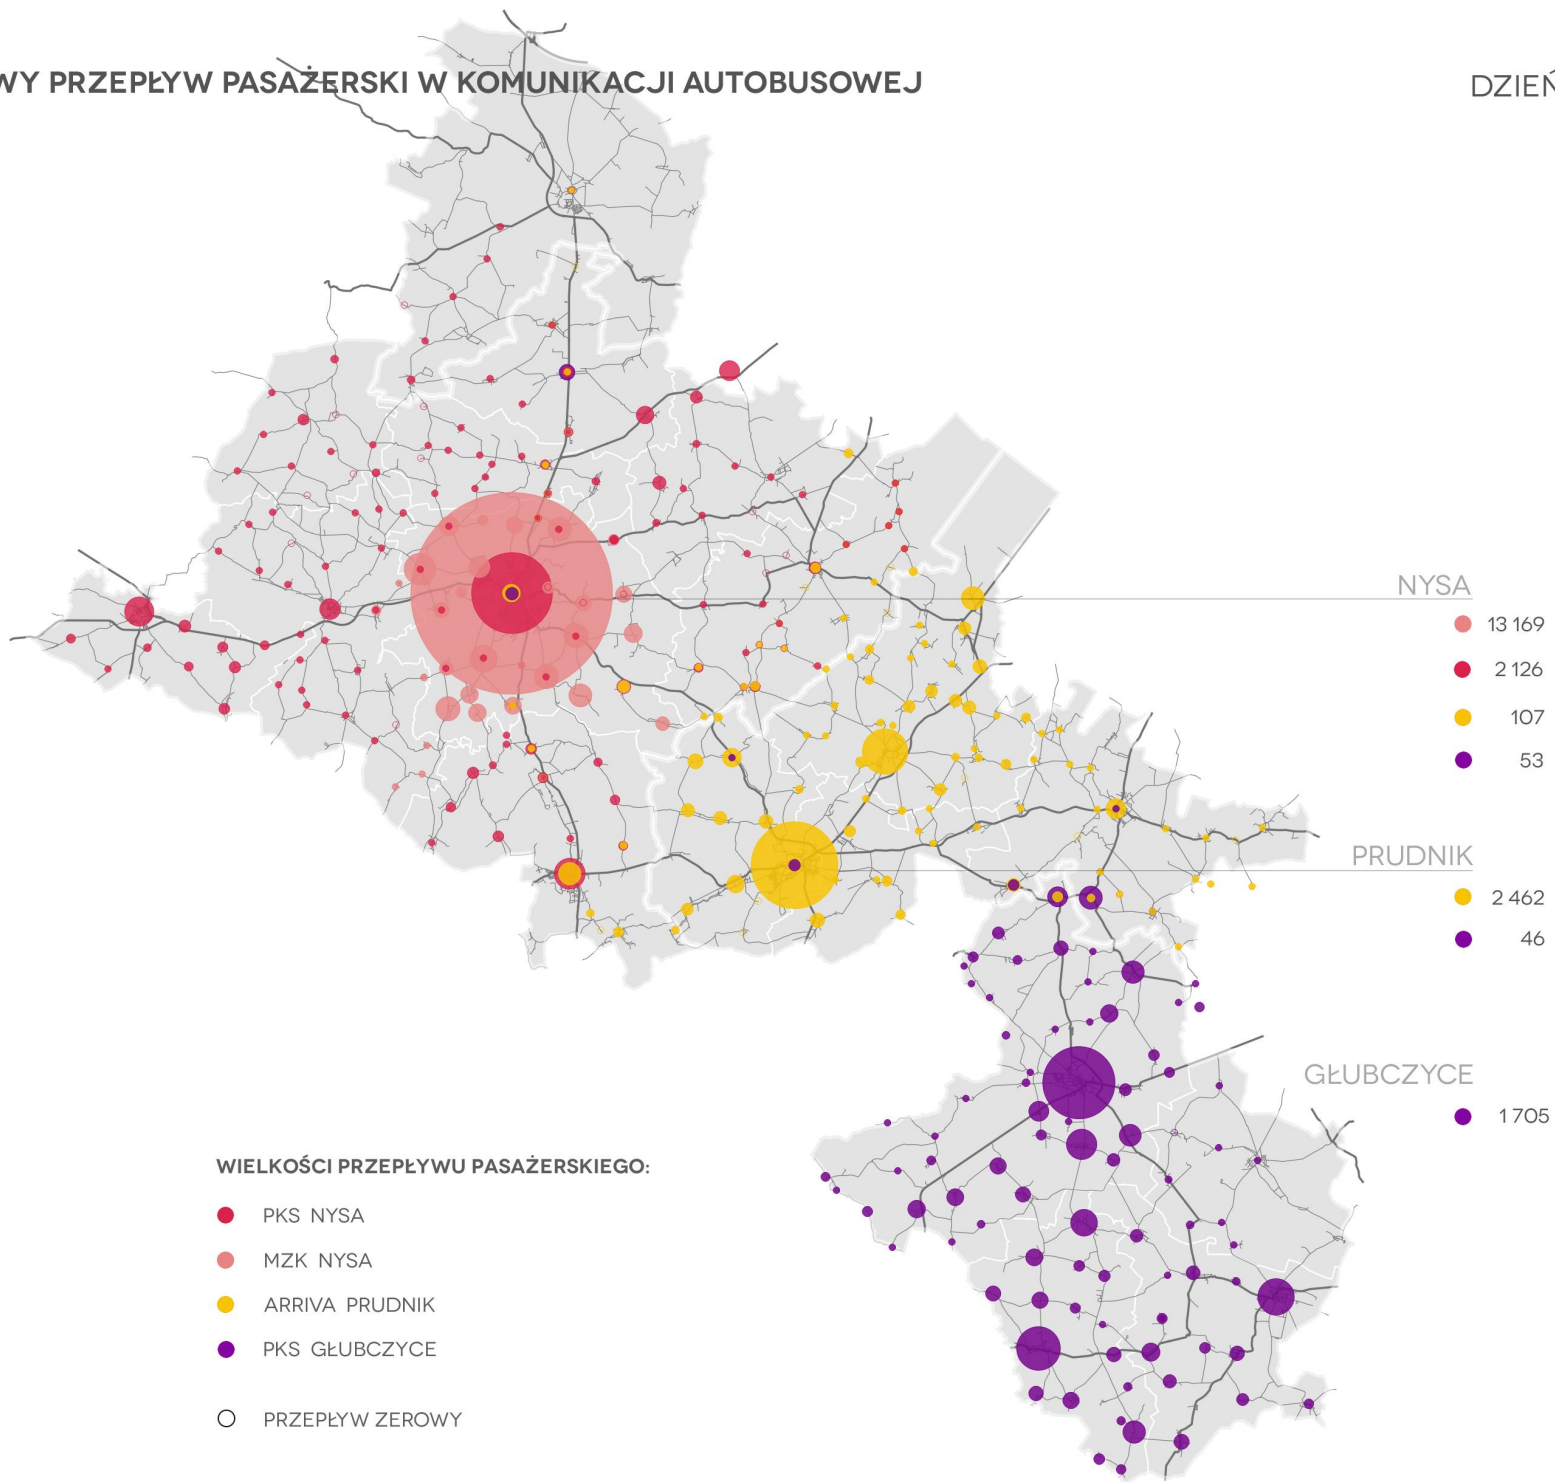 WY PRZEPŁYW PASAŻERSKI W KOMUNIKACJI AUTOBUSOWEJ
DZIEŃ
NYSA
13 169
2 126
107
53
PRUDNIK
2 462
46
GŁUBCZYCE
1 705
WIELKOŚCI PRZEPŁYWU PASAŻERSKIEGO:
PKS NYSA
MZK NYSA
ARRIVA PRUDNIK
PKS GŁUBCZYCE
PRZEPŁYW ZEROWY